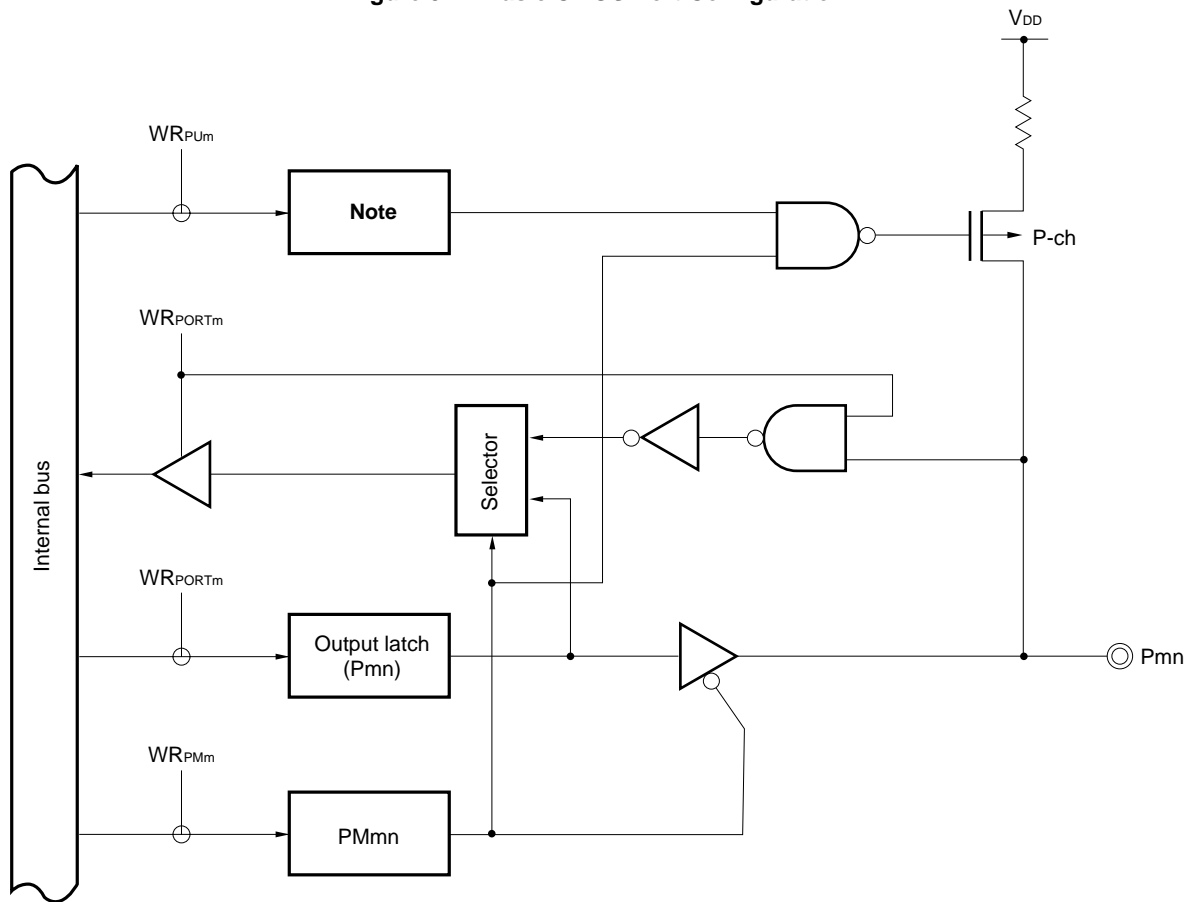 VDD
WRPUm
Note
P-ch
WRPORTm
Selector
Internal bus
WRPORTm
Output latch
(Pmn)
Pmn
WRPMm
PMmn